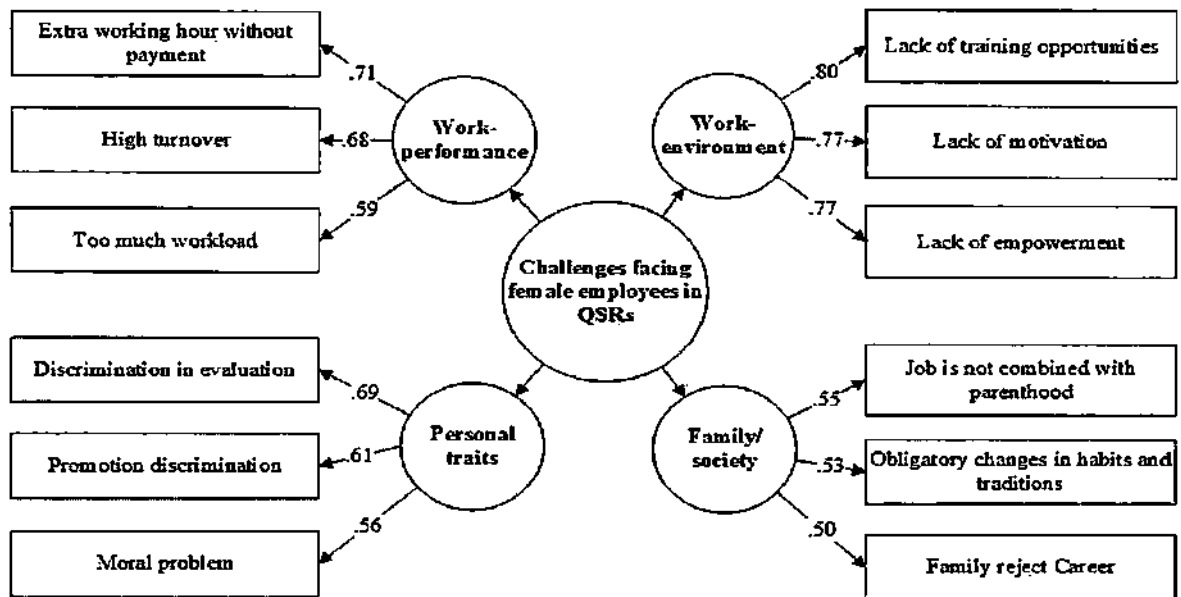 Extra working hour without
payment
.71
High turnover
.68
Too much workload
.59
Work-
performance
Lack of training opportunities
.80
Lack of motivation
.77
Lack of empowerment
.77
Work-
environment
Challenges facing
female employees in
QSRs
Discrimination in evaluation
.69
Promotion discrimination
.61
Moral problem
.56
Personal
traits
Job is not combined with
parenthood
.55
Obligatory changes in habits and
traditions
.53
Family reject Career
.50
Family/
society